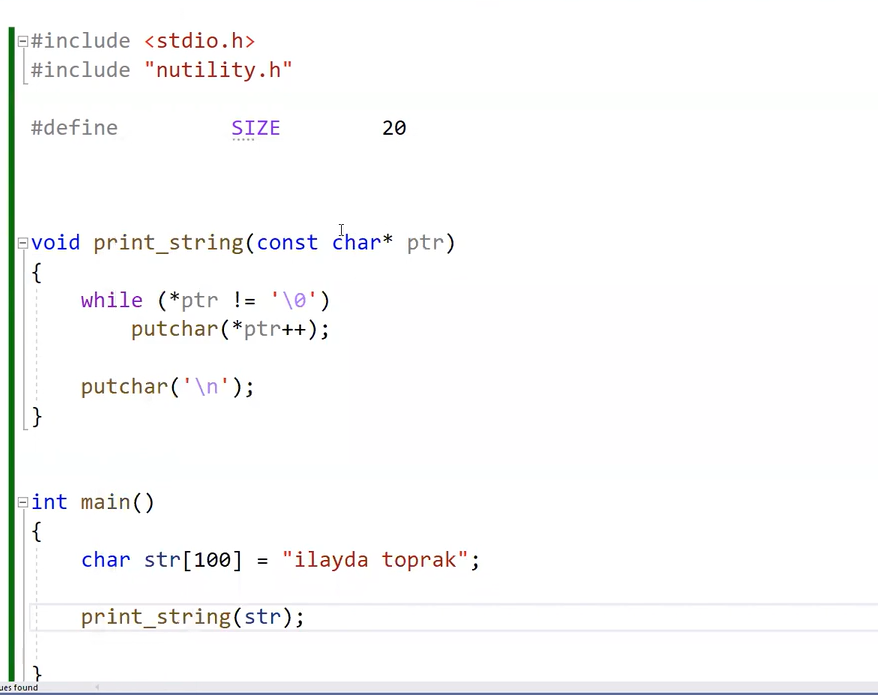 #include <stdio.h>
#include "nutility.h"
#define SIZE 20
void print_string(const char* ptr)
{
while (*ptr != '\0')
putchar(*ptr++);
putchar('\n');
}
int main()
{
char str[100] = "ilayda toprak";
print_string(str);
}
ues found